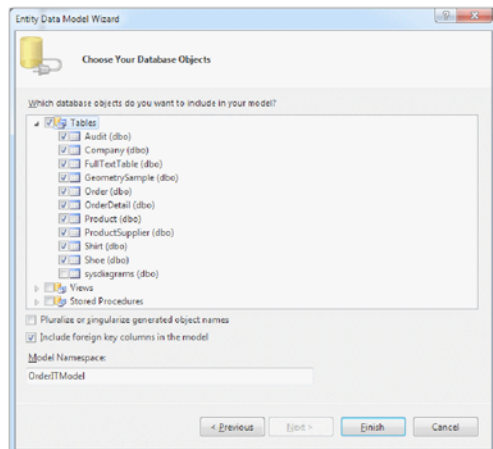 Entity Data Model Wizard
Choose Your Database Objects
Which database objects do you want to include in your model?
Tables
Audit (dbo)
Company (dbo)
FullTextTable (dbo)
GeometrySample (dbo)
Order (dbo)
OrderDetail (dbo)
Product (dbo)
ProductSupplier (dbo)
Shirt (dbo)
Shoe (dbo)
sysdiagrams (dbo)
Views
Stored Procedures
Pluralize or singularize generated object names
Include foreign key columns in the model
Model Namespace:
OrderITModel
< Previous
Next >
Finish
Cancel